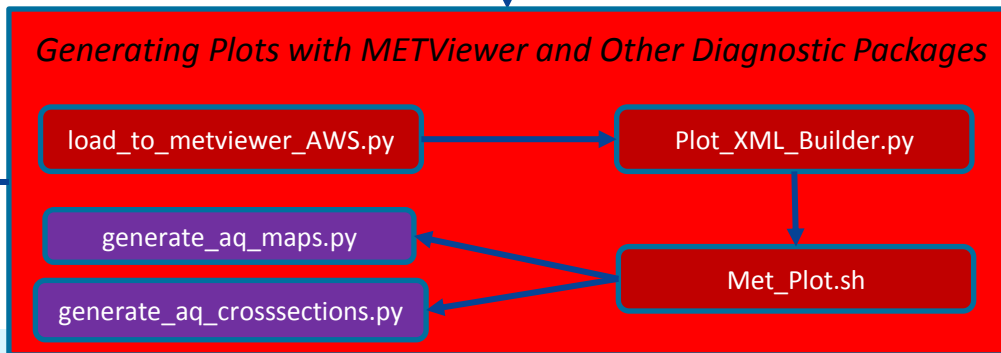 Generating Plots with METViewer and Other Diagnostic Packages
load_to_metviewer_AWS.py
Plot_XML_Builder.py
generate_aq_maps.py
Met_Plot.sh
generate_aq_crosssections.py